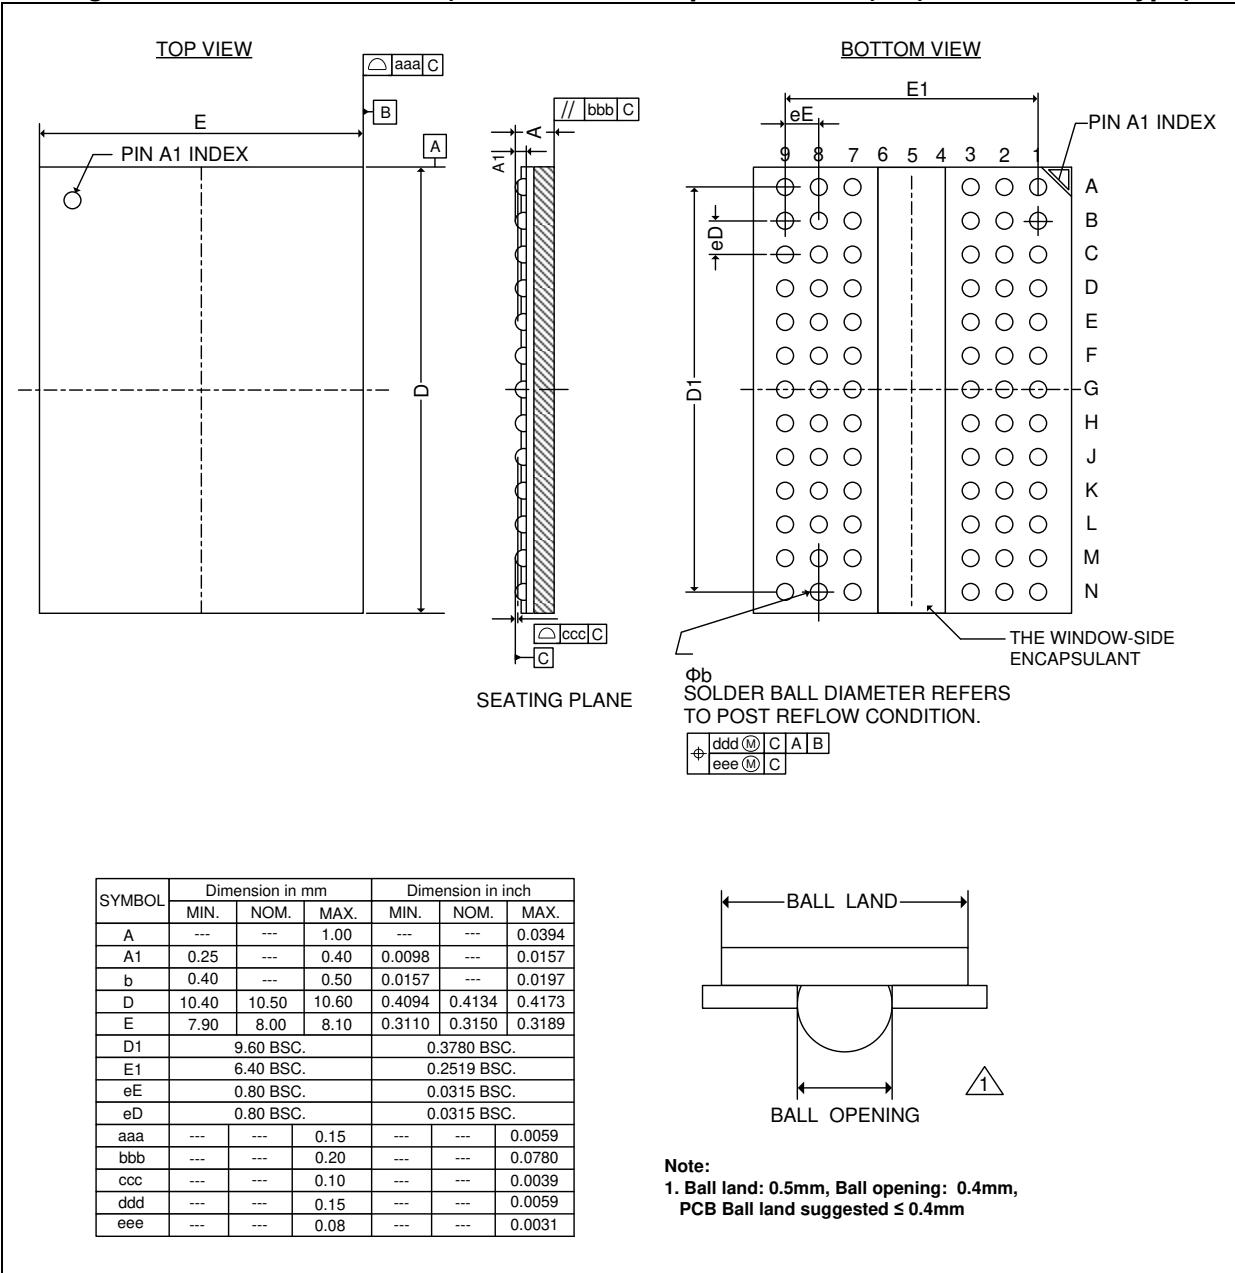 TOP VIEW
aaa C
B
E
A
PIN A1 INDEX
D
// bbb C
A
A1
ccc C
C
SEATING PLANE
BOTTOM VIEW
E1
eE
PIN A1 INDEX
9 8 7 6 5 4 3 2 1
A
B
eD
C
D
E
F
D1
G
H
J
K
L
M
N
THE WINDOW-SIDE
ENCAPSULANT
Φb
SOLDER BALL DIAMETER REFERS
TO POST REFLOW CONDITION.
ddd Ⓜ C A B
eee Ⓜ C
SYMBOL Dimension in mm Dimension in inch
MIN. NOM. MAX. MIN. NOM. MAX.
A --- --- 1.00 --- --- 0.0394
A1 0.25 --- 0.40 0.0098 --- 0.0157
b 0.40 --- 0.50 0.0157 --- 0.0197
D 10.40 10.50 10.60 0.4094 0.4134 0.4173
E 7.90 8.00 8.10 0.3110 0.3150 0.3189
D1 9.60 BSC. 0.3780 BSC.
E1 6.40 BSC. 0.2519 BSC.
eE 0.80 BSC. 0.0315 BSC.
eD 0.80 BSC. 0.0315 BSC.
aaa --- --- 0.15 --- --- 0.0059
bbb --- --- 0.20 --- --- 0.0780
ccc --- --- 0.10 --- --- 0.0039
ddd --- --- 0.15 --- --- 0.0059
eee --- --- 0.08 --- --- 0.0031
BALL LAND
1
BALL OPENING
Note:
1. Ball land: 0.5mm, Ball opening: 0.4mm,
PCB Ball land suggested ≤ 0.4mm